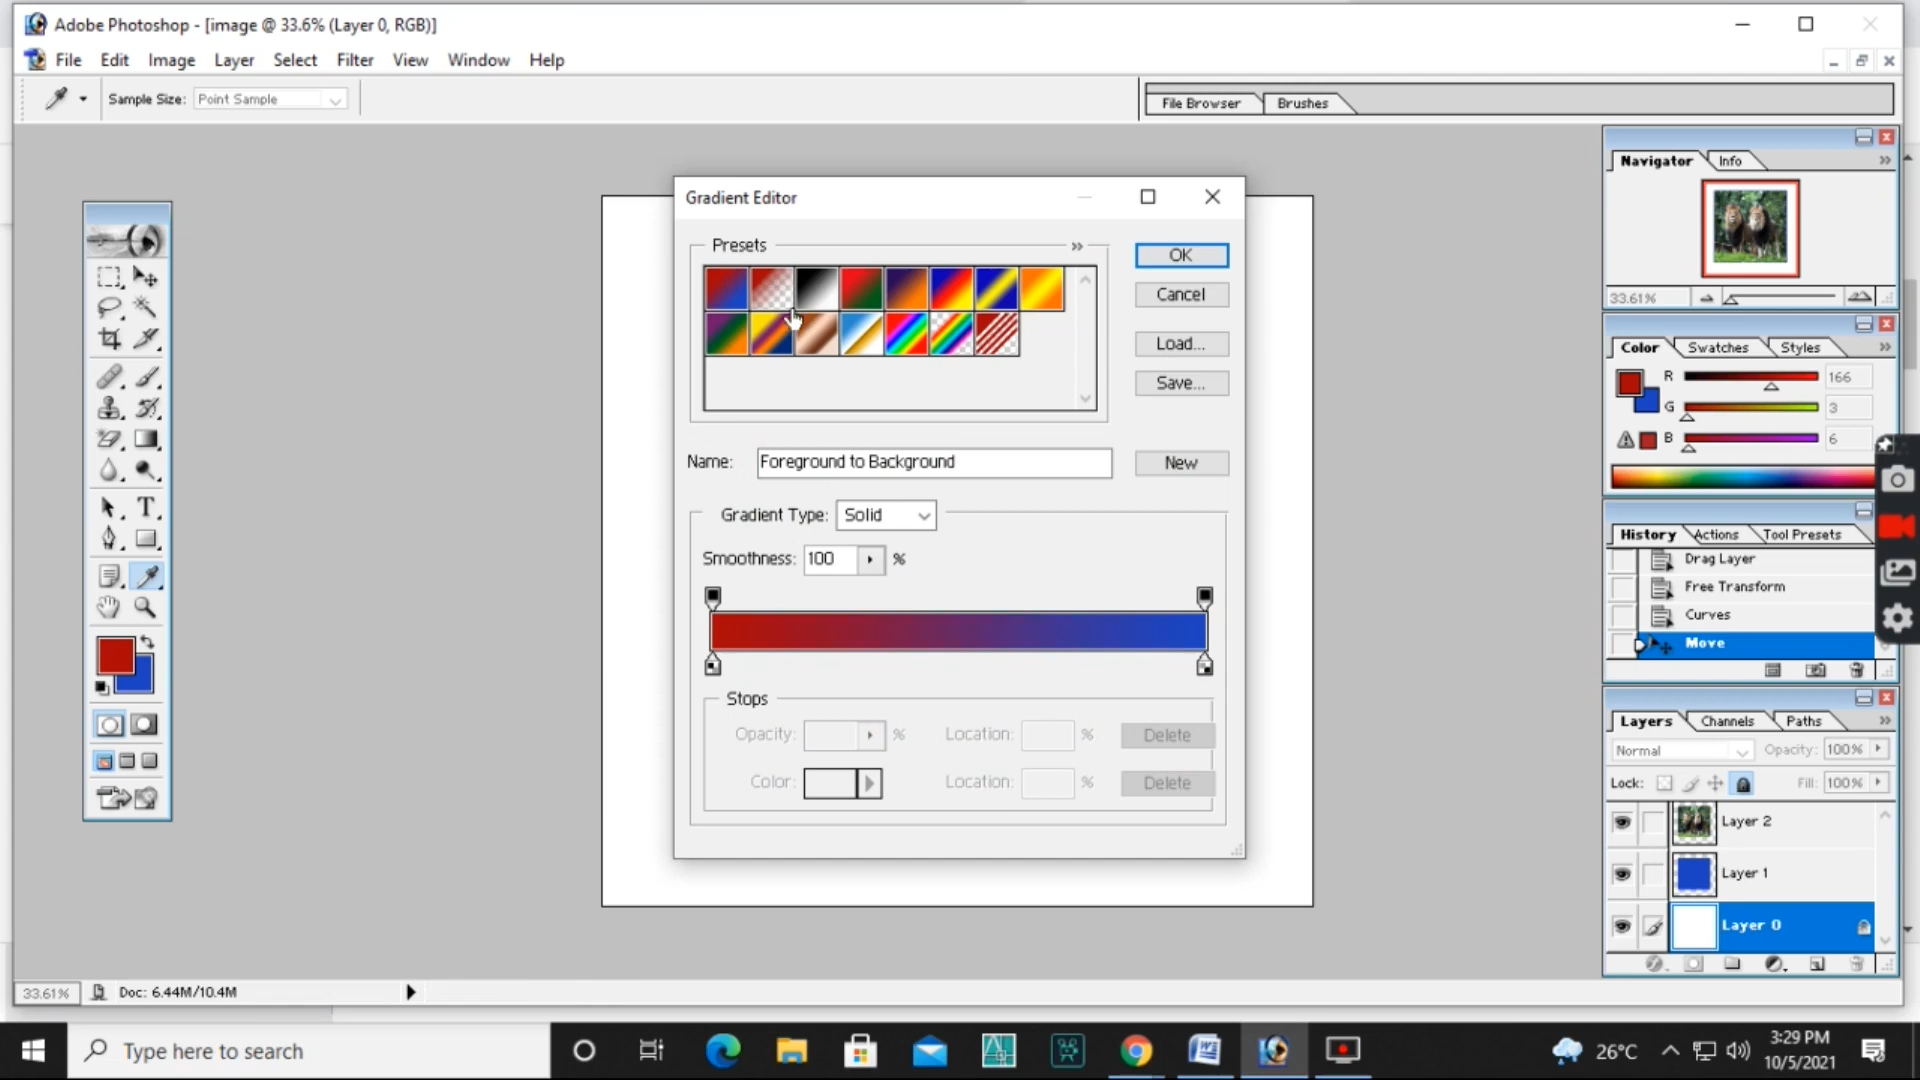 Adobe Photoshop - [image @ 33.6% (Layer 0, RGB)]
File Edit Image Layer Select Filter View Window Help
Sample Size: Point Sample
File Browser Brushes
Gradient Editor
Presets
OK
Cancel
Load...
Save...
Name: Foreground to Background
New
Gradient Type: Solid
Smoothness: 100 %
Stops
Opacity: % Location: % Delete
Color: Location: % Delete
Navigator Info
33.61%
Color Swatches Styles
R 166
G 3
B 6
History Actions Tool Presets
Drag Layer
Free Transform
Curves
Move
Layers Channels Paths
Normal Opacity: 100%
Lock: Fill: 100%
Layer 2
Layer 1
Layer 0
33.61% Doc: 6.44M/10.4M
Type here to search
26°C
3:29 PM
10/5/2021